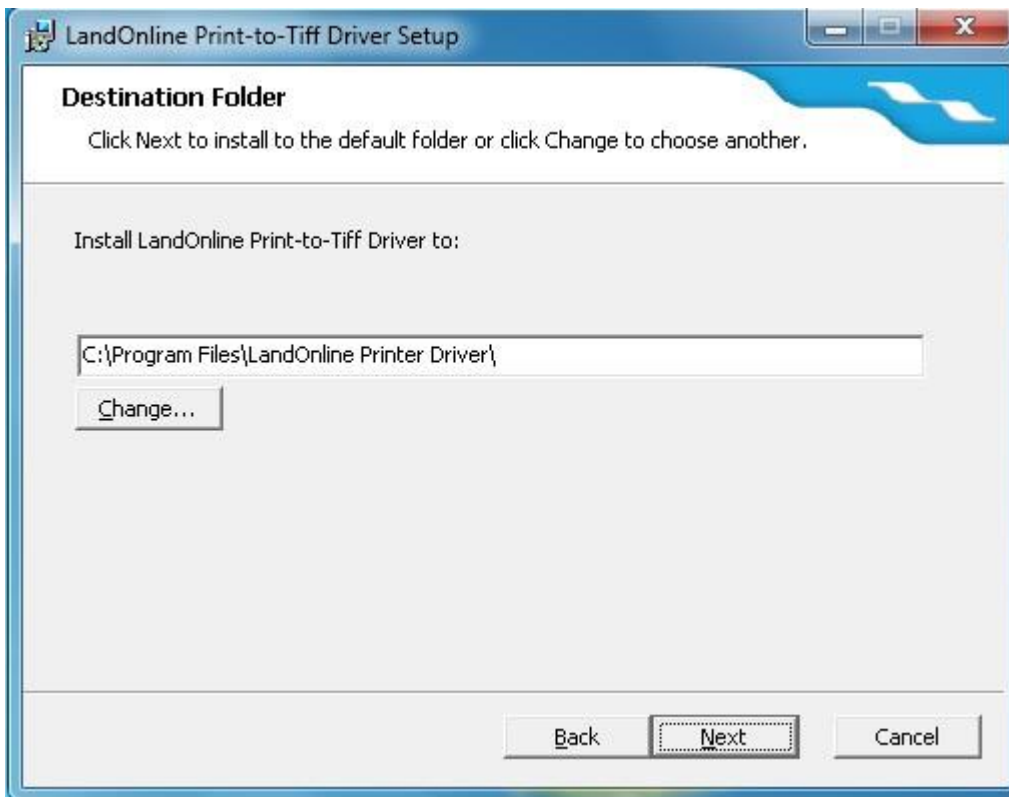 LandOnline Print-to-Tiff Driver Setup
Destination Folder
Click Next to install to the default folder or click Change to choose another.
Install LandOnline Print-to-Tiff Driver to:
C:\Program Files\LandOnline Printer Driver\
Change...
Back Next Cancel